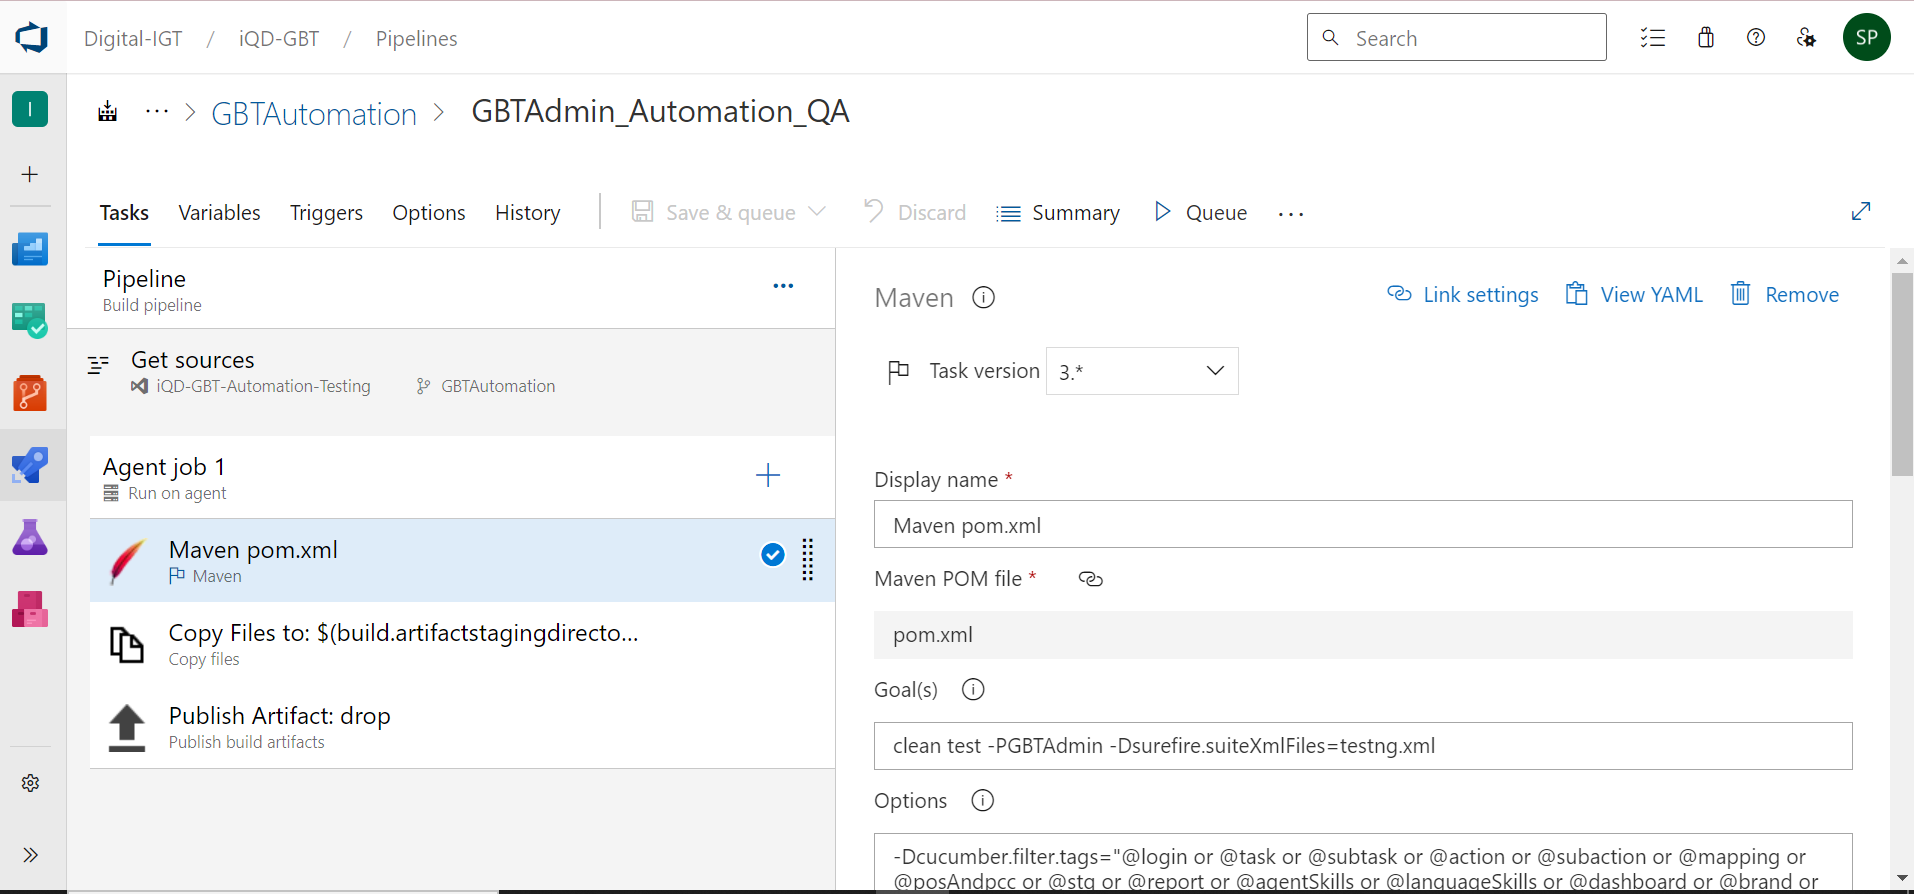 Digital-IGT / iQD-GBT / Pipelines
Search
SP
I
... > GBTAutomation > GBTAdmin_Automation_QA
Tasks Variables Triggers Options History Save & queue Discard Summary Queue ...
Pipeline
Build pipeline
Get sources
iQD-GBT-Automation-Testing GBTAutomation
Agent job 1
Run on agent
Maven pom.xml
Maven
Copy Files to: $(build.artifactstagingdirecto...
Copy files
Publish Artifact: drop
Publish build artifacts
Maven
Link settings View YAML Remove
Task version 3.*
Display name *
Maven pom.xml
Maven POM file *
pom.xml
Goal(s)
clean test -PGBTAdmin -Dsurefire.suiteXmlFiles=testng.xml
Options
-Dcucumber.filter.tags="@login or @task or @subtask or @action or @subaction or @mapping or
@posAndpcc or @stg or @report or @agentSkills or @languageSkills or @dashboard or @brand or